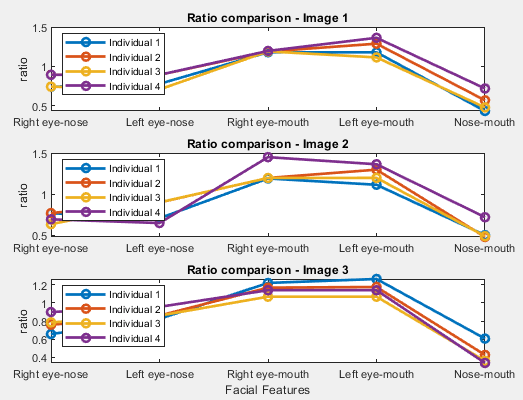 Ratio comparison - Image 1
1.5
1
0.5
ratio
Individual 1
Individual 2
Individual 3
Individual 4
Right eye-nose Left eye-nose Right eye-mouth Left eye-mouth Nose-mouth
Ratio comparison - Image 2
1.5
1
0.5
ratio
Individual 1
Individual 2
Individual 3
Individual 4
Right eye-nose Left eye-nose Right eye-mouth Left eye-mouth Nose-mouth
Ratio comparison - Image 3
1.2
1
0.8
0.6
0.4
ratio
Individual 1
Individual 2
Individual 3
Individual 4
Right eye-nose Left eye-nose Right eye-mouth Left eye-mouth Nose-mouth
Facial Features